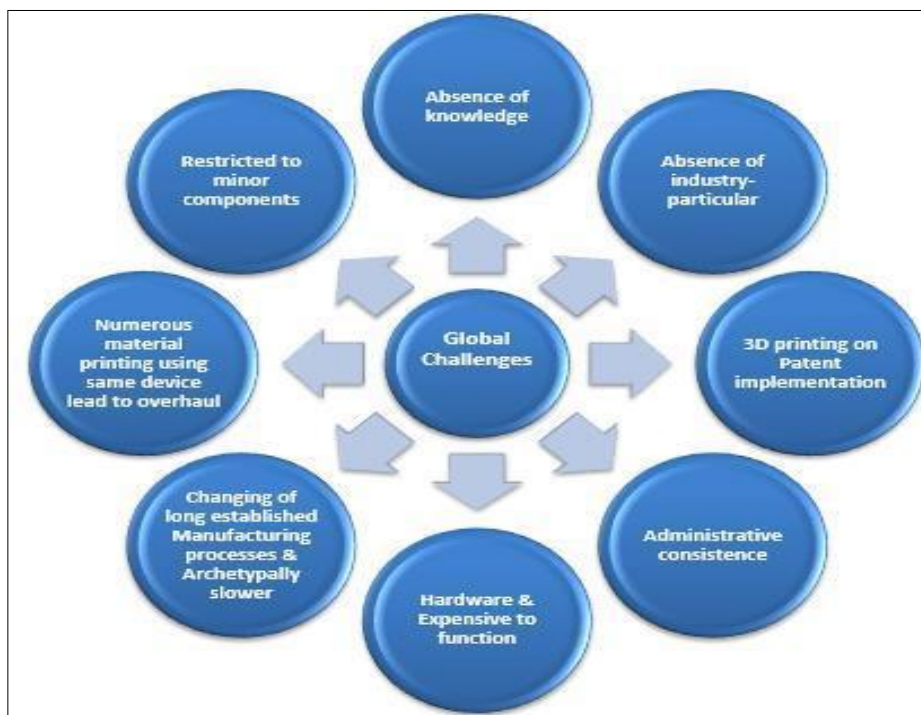 Absence of
knowledge
Absence of
industry-
particular
3D printing on
Patent
implementation
Administrative
consistence
Hardware &
Expensive to
function
Changing of
long established
Manufacturing
processes &
Archetypally
slower
Numerous
material
printing using
same device
lead to overhaul
Restricted to
minor
components
Global
Challenges